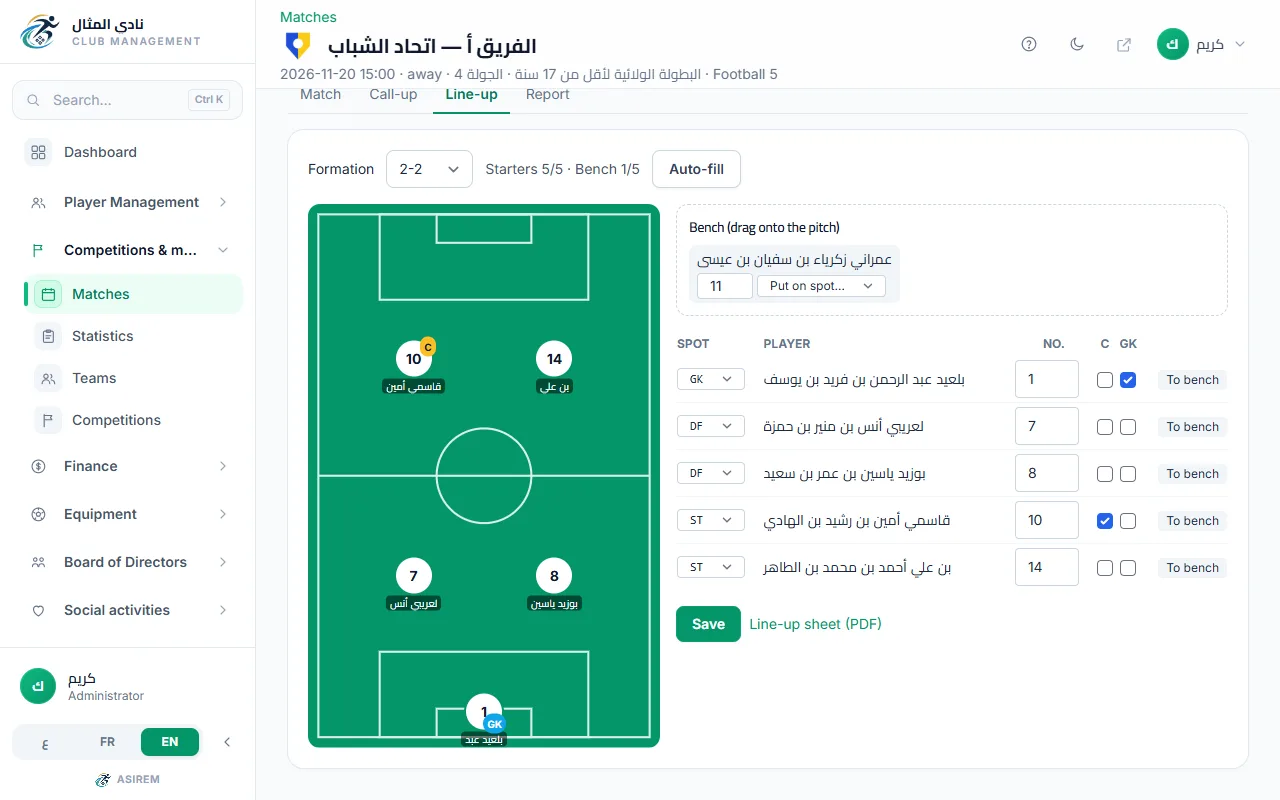 نادي المثال
CLUB MANAGEMENT
Search...
Ctrl K
Dashboard
Player Management
Competitions & m...
Matches
Statistics
Teams
Competitions
Finance
Equipment
Board of Directors
Social activities
ك
كريم
Administrator
ع
FR
EN
ASIREM
Matches
الفريق أ — اتحاد الشباب
2026-11-20 15:00 · away · البطولة الولائية لأقل من 17 سنة · الجولة 4 · Football 5
ك
كريم
Match
Call-up
Line-up
Report
Formation
2-2
Starters 5/5 · Bench 1/5
Auto-fill
10
C
قاسمي أمين
14
بن علي
7
لعريبي أنس
8
بوزيد ياسين
1
GK
بلعيد عبد
Bench (drag onto the pitch)
عمراني زكرياء بن سفيان بن عيسى
11
Put on spot...
SPOT PLAYER NO. C GK
GK بلعيد عبد الرحمن بن فريد بن يوسف 1 To bench
DF لعريبي أنس بن منير بن حمزة 7 To bench
DF بوزيد ياسين بن عمر بن سعيد 8 To bench
ST قاسمي أمين بن رشيد بن الهادي 10 To bench
ST بن علي أحمد بن محمد بن الطاهر 14 To bench
Save
Line-up sheet (PDF)